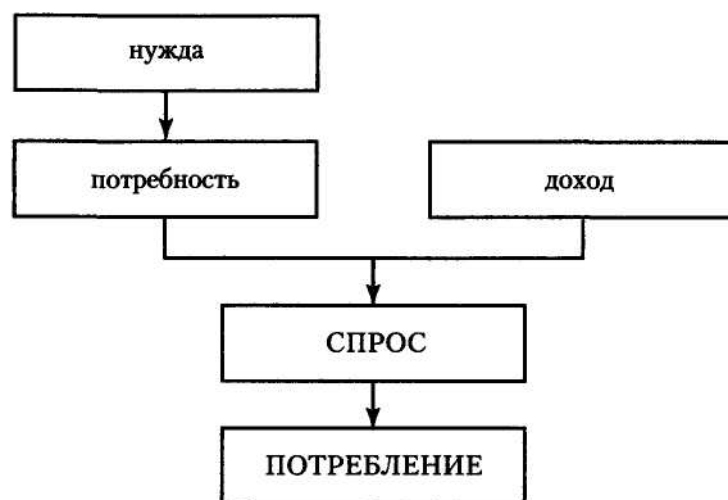 нужда
потребность
доход
СПРОС
ПОТРЕБЛЕНИЕ